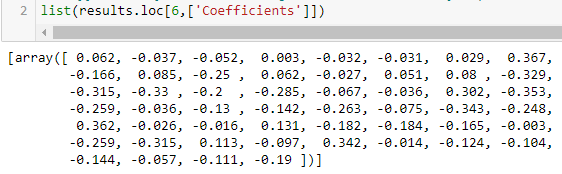 2 list(results.loc[6,['Coefficients']])
[array([ 0.062, -0.037, -0.052,  0.003, -0.032, -0.031,  0.029,  0.367,
       -0.166,  0.085, -0.25 ,  0.062, -0.027,  0.051,  0.08 , -0.329,
       -0.315, -0.33 , -0.2  , -0.285, -0.067, -0.036,  0.302, -0.353,
       -0.259, -0.036, -0.13 , -0.142, -0.263, -0.075, -0.343, -0.248,
        0.362, -0.026, -0.016,  0.131, -0.182, -0.184, -0.165, -0.003,
       -0.259, -0.315,  0.113, -0.097,  0.342, -0.014, -0.124, -0.104,
       -0.144, -0.057, -0.111, -0.19 ])]